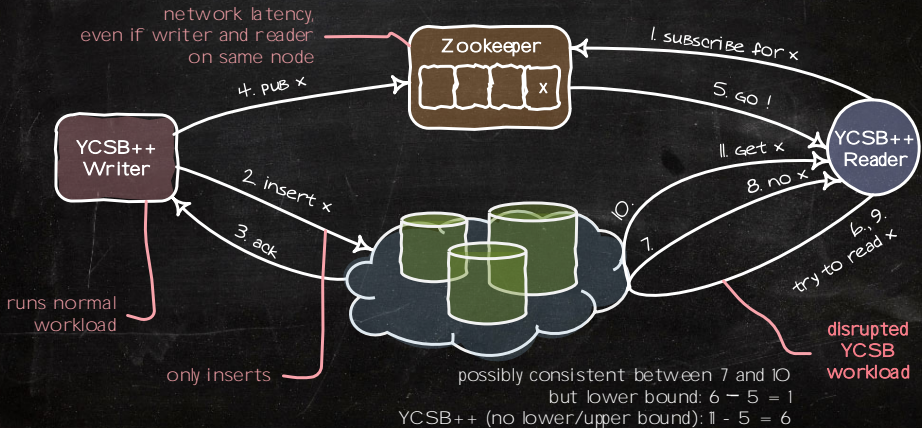 network latency,
even if writer and reader
on same node
Zookeeper
x
1. subscribe for x
4. pub x
5. go !
YCSB++
Writer
YCSB++
Reader
11. get x
8. no x
2. insert x
10.
7.
3. ack
6., 9.
try to read x
runs normal
workload
only inserts
disrupted
YCSB
workload
possibly consistent between 7 and 10
but lower bound: 6 - 5 = 1
YCSB++ (no lower/upper bound): 11 - 5 = 6